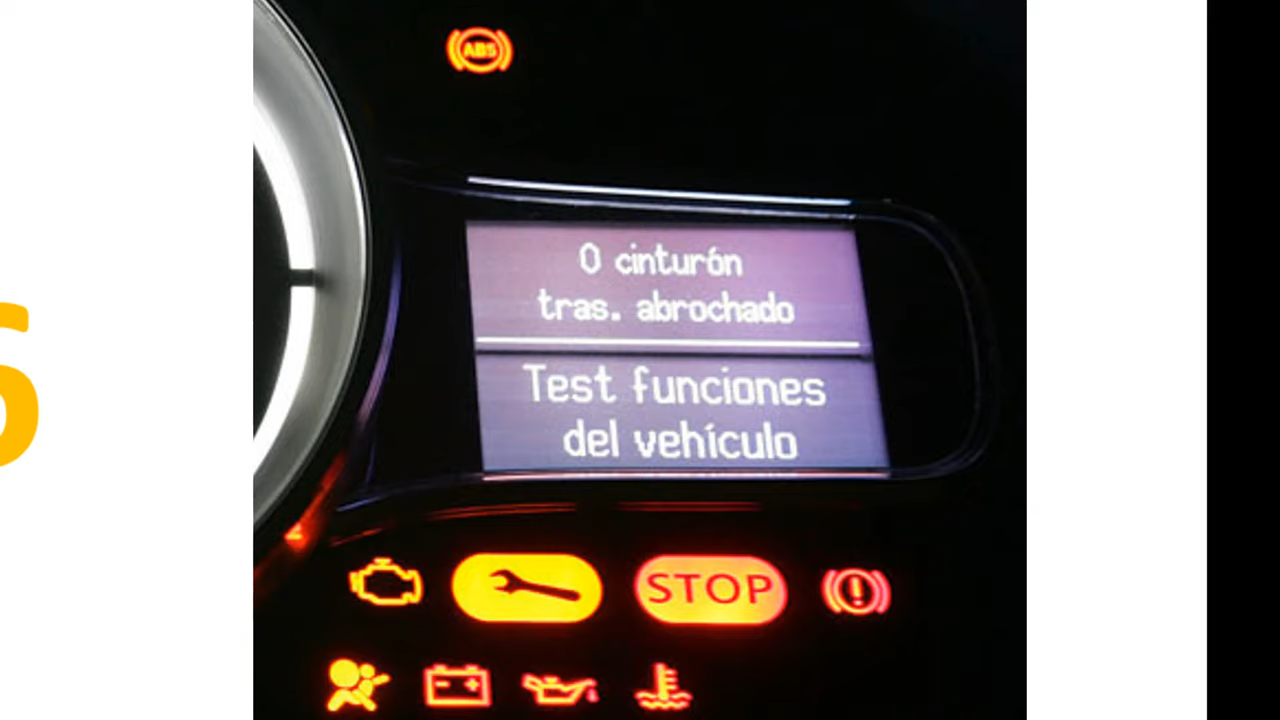 ABS
0 cinturón
tras. abrochado
Test funciones
del vehículo
STOP